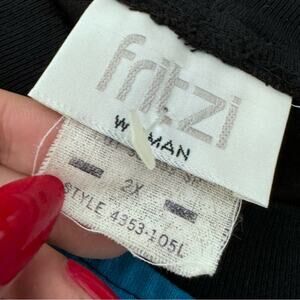 fritzi
WOMAN
2X
STYLE 4353-105L